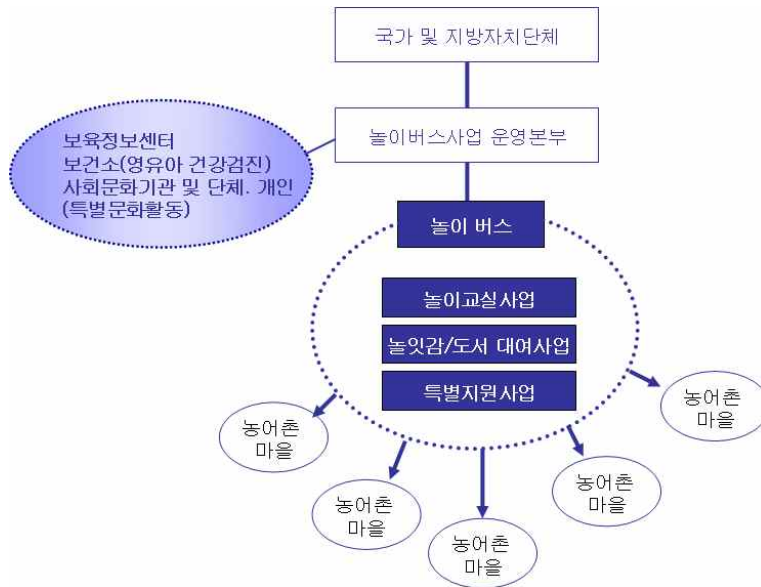 국가 및 지방자치단체
놀이버스사업 운영본부
보육정보센터
보건소(영유아 건강검진)
사회문화기관 및 단체. 개인
(특별문화활동)
놀이 버스
놀이교실사업
놀잇감/도서 대여사업
특별지원사업
농어촌
마을
농어촌
마을
농어촌
마을
농어촌
마을
농어촌
마을